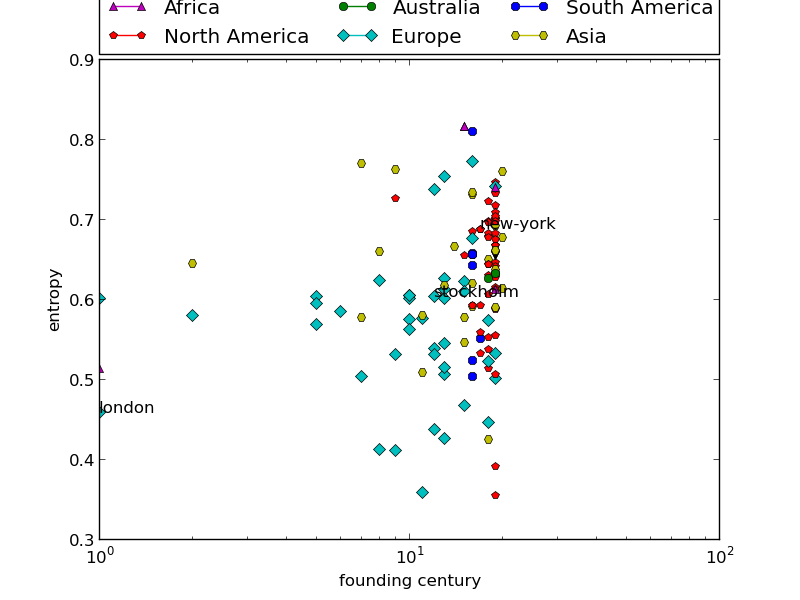 Africa Australia South America
North America Europe Asia
0.9
0.8
0.7
new-york
0.6
stockholm
0.5
london
0.4
0.3
entropy
10^0 10^1 10^2
founding century